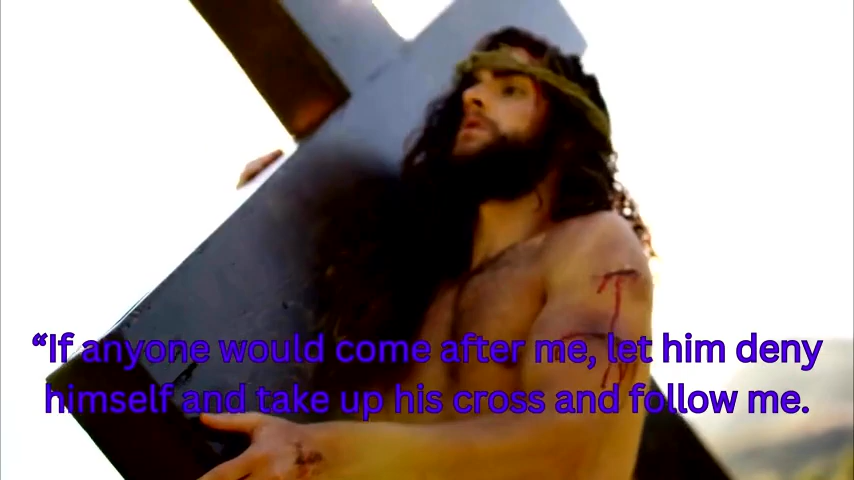 “If anyone would come after me, let him deny
himself and take up his cross and follow me.